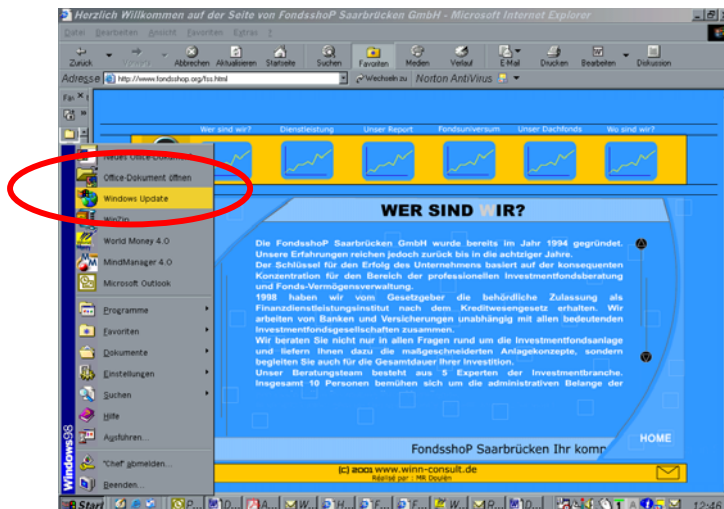 Herzlich Willkommen auf der Seite von FondsshoP Saarbrücken GmbH - Microsoft Internet Explorer
Datei Bearbeiten Ansicht Favoriten Extras ?
Zurück Vorwärts Abbrechen Aktualisieren Startseite Suchen Favoriten Medien Verlauf E-Mail Drucken Bearbeiten Diskussion
Adresse http://www.fondsshop.org/fss.html Wechseln zu Norton AntiVirus
Wer sind wir? Dienstleistung Unser Report Fondsuniversum Unser Dachfonds Wo sind wir?
Neues Office-Dokument
Office-Dokument öffnen
Windows Update
WinZip
World Money 4.0
MindManager 4.0
Microsoft Outlook
Programme
Favoriten
Dokumente
Einstellungen
Suchen
Hilfe
Ausführen...
"Chef" abmelden...
Beenden...
Windows98
WER SIND WIR?
Die FondsshoP Saarbrücken GmbH wurde bereits im Jahr 1994 gegründet.
Unsere Erfahrungen reichen jedoch zurück bis in die achtziger Jahre.
Der Schlüssel für den Erfolg des Unternehmens basiert auf der konsequenten
Konzentration für den Bereich der professionellen Investmentfondsberatung
und Fonds-Vermögensverwaltung.
1998 haben wir vom Gesetzgeber die behördliche Zulassung als
Finanzdienstleistungsinstitut nach dem Kreditwesengesetz erhalten. Wir
arbeiten von Banken und Versicherungen unabhängig mit allen bedeutenden
Investmentfondsgesellschaften zusammen.
Wir beraten Sie nicht nur in allen Fragen rund um die Investmentfondsanlage
und liefern Ihnen dazu die maßgeschneiderten Anlagekonzepte, sondern
begleiten Sie auch für die Gesamtdauer Ihrer Investition.
Unser Beratungsteam besteht aus 5 Experten der Investmentbranche.
Insgesamt 10 Personen bemühen sich um die administrativen Belange der
HOME
FondsshoP Saarbrücken Ihr komp
(c) 2001 www.winn-consult.de
Réalisé par : MR Douien
Start 12:46